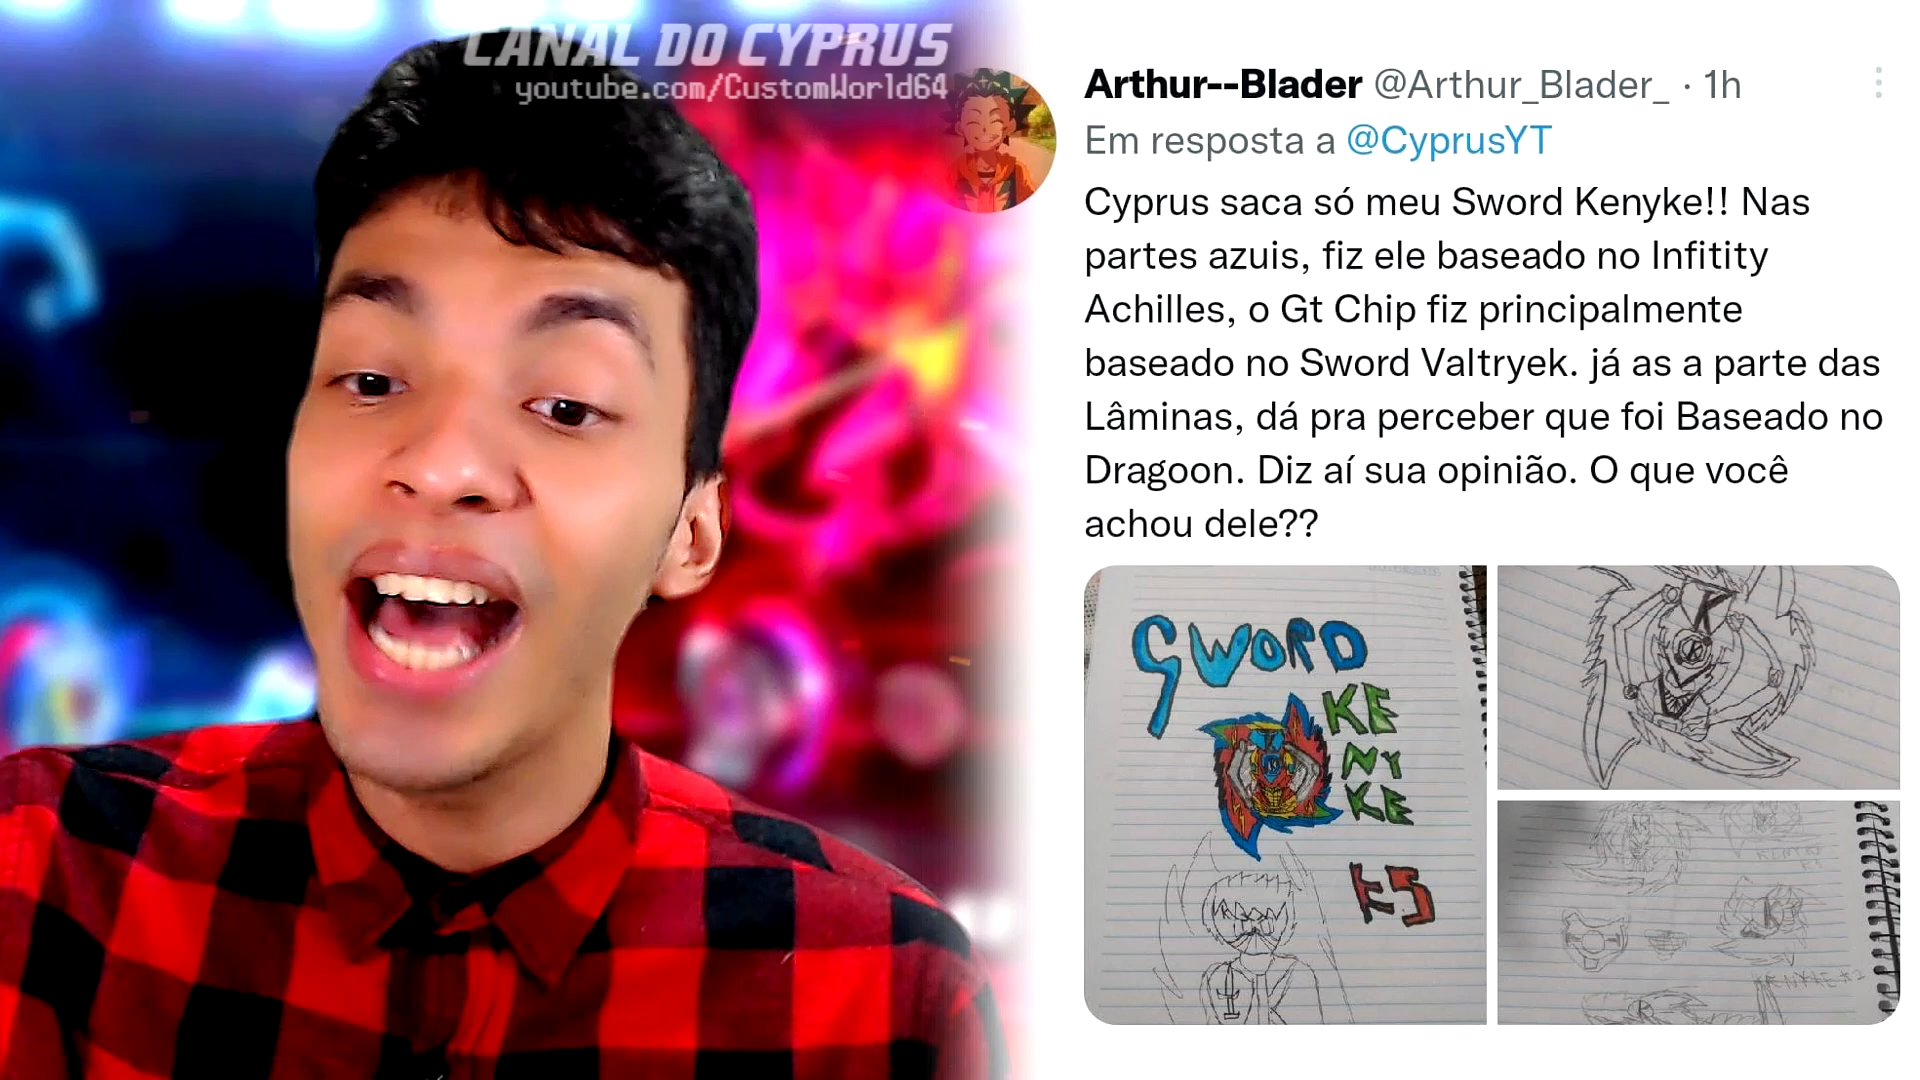 CANAL DO CYPRUS
youtube.com/CustomWorld64
Arthur--Blader @Arthur_Blader_ · 1h
Em resposta a @CyprusYT
Cyprus saca só meu Sword Kenyke!! Nas
partes azuis, fiz ele baseado no Infitity
Achilles, o Gt Chip fiz principalmente
baseado no Sword Valtryek. já as a parte das
Lâminas, dá pra perceber que foi Baseado no
Dragoon. Diz aí sua opinião. O que você
achou dele??
SWORD
KE
NY
KE
KS